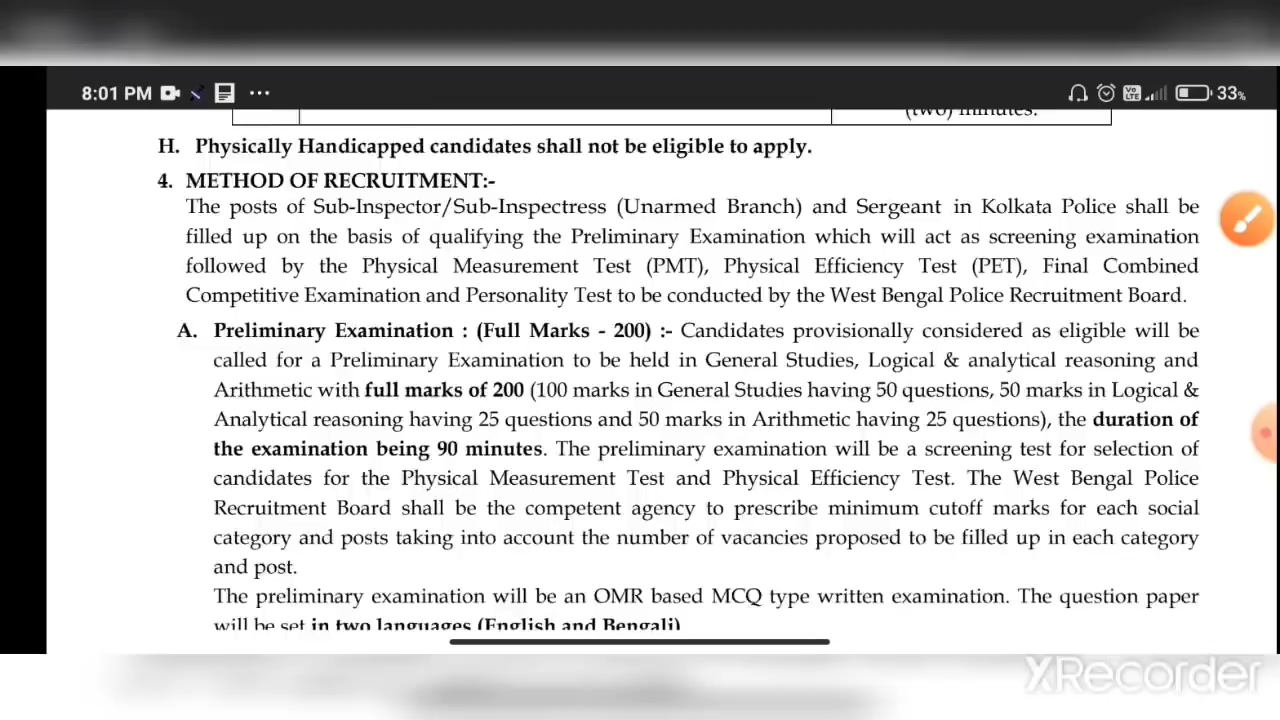 8:01 PM ...
Vo LTE 33%
(two) minutes.
H. Physically Handicapped candidates shall not be eligible to apply.
4. METHOD OF RECRUITMENT:-
The posts of Sub-Inspector/Sub-Inspectress (Unarmed Branch) and Sergeant in Kolkata Police shall be
filled up on the basis of qualifying the Preliminary Examination which will act as screening examination
followed by the Physical Measurement Test (PMT), Physical Efficiency Test (PET), Final Combined
Competitive Examination and Personality Test to be conducted by the West Bengal Police Recruitment Board.
A. Preliminary Examination : (Full Marks - 200) :- Candidates provisionally considered as eligible will be
called for a Preliminary Examination to be held in General Studies, Logical & analytical reasoning and
Arithmetic with full marks of 200 (100 marks in General Studies having 50 questions, 50 marks in Logical &
Analytical reasoning having 25 questions and 50 marks in Arithmetic having 25 questions), the duration of
the examination being 90 minutes. The preliminary examination will be a screening test for selection of
candidates for the Physical Measurement Test and Physical Efficiency Test. The West Bengal Police
Recruitment Board shall be the competent agency to prescribe minimum cutoff marks for each social
category and posts taking into account the number of vacancies proposed to be filled up in each category
and post.
The preliminary examination will be an OMR based MCQ type written examination. The question paper
will be set in two languages (English and Bengali)
XRecorder